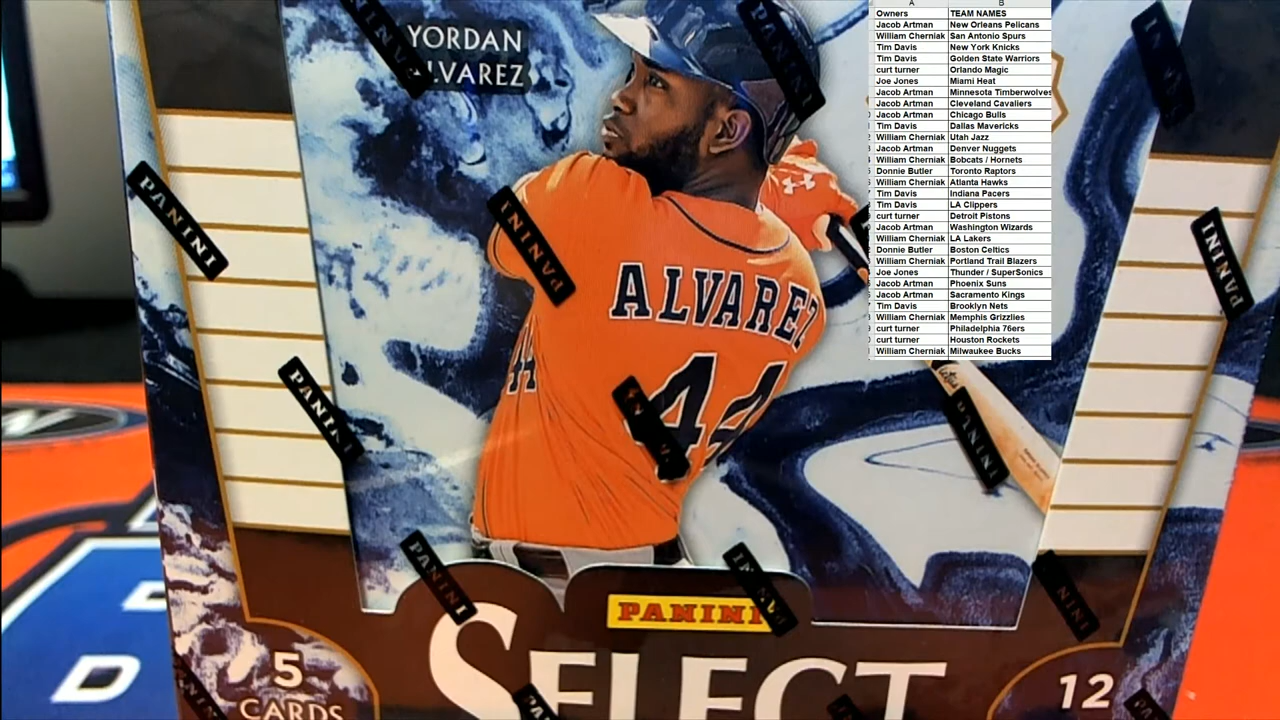 YORDAN
ALVAREZ
ALVAREZ
44
44
PANINI
SELECT
5
CARDS
12
PANINI
PANINI
PANINI
PANINI
PANINI
PANINI
PANINI
PANINI
A B
Owners TEAM NAMES
Jacob Artman New Orleans Pelicans
William Cherniak San Antonio Spurs
Tim Davis New York Knicks
Tim Davis Golden State Warriors
curt turner Orlando Magic
Joe Jones Miami Heat
Jacob Artman Minnesota Timberwolves
Jacob Artman Cleveland Cavaliers
Jacob Artman Chicago Bulls
Tim Davis Dallas Mavericks
William Cherniak Utah Jazz
Jacob Artman Denver Nuggets
William Cherniak Bobcats / Hornets
Donnie Butler Toronto Raptors
William Cherniak Atlanta Hawks
Tim Davis Indiana Pacers
Tim Davis LA Clippers
curt turner Detroit Pistons
Jacob Artman Washington Wizards
William Cherniak LA Lakers
Donnie Butler Boston Celtics
William Cherniak Portland Trail Blazers
Joe Jones Thunder / SuperSonics
Jacob Artman Phoenix Suns
Jacob Artman Sacramento Kings
Tim Davis Brooklyn Nets
William Cherniak Memphis Grizzlies
curt turner Philadelphia 76ers
curt turner Houston Rockets
William Cherniak Milwaukee Bucks